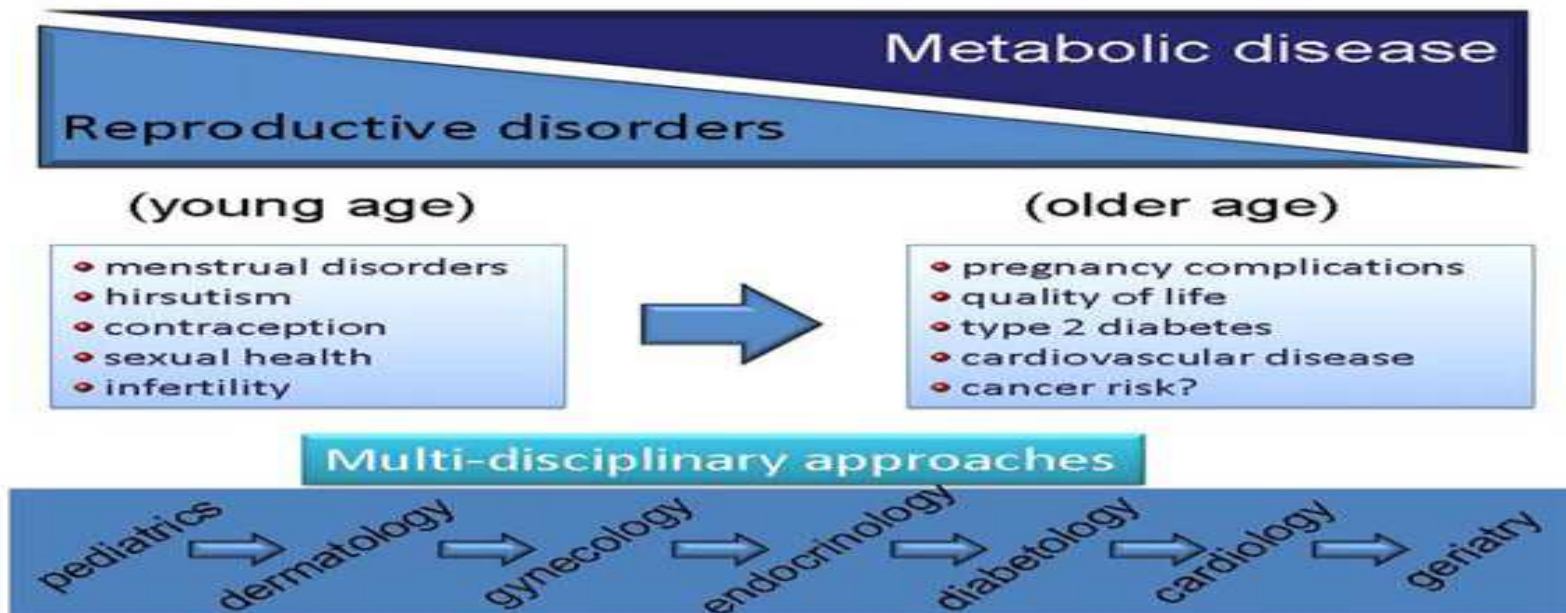 Metabolic disease
Reproductive disorders
(young age)
(older age)
menstrual disorders
hirsutism
contraception
sexual health
infertility
pregnancy complications
quality of life
type 2 diabetes
cardiovascular disease
cancer risk?
Multi-disciplinary approaches
pediatrics
dermatology
gynecology
endocrinology
diabetology
cardiology
geriatry